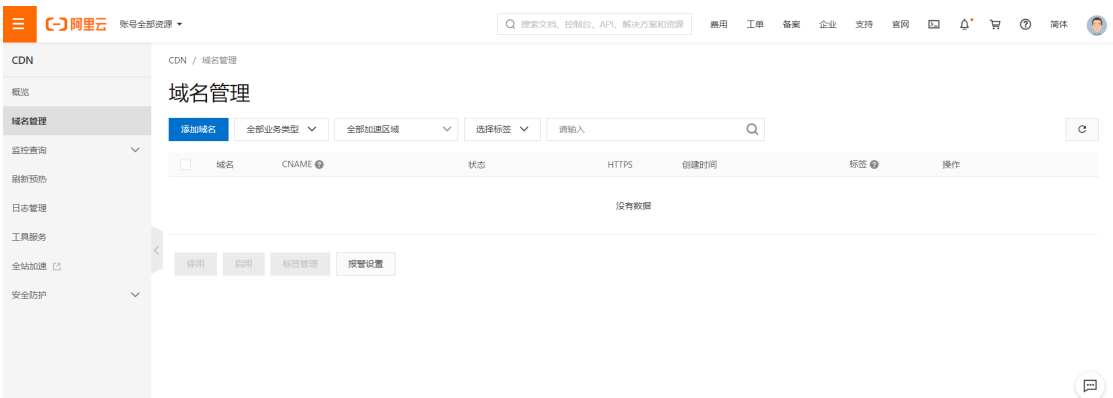 阿里云 账号全部资源 搜索文档、控制台、API、解决方案和资源 费用 工单 备案 企业 支持 官网 简体
CDN
概览
域名管理
监控查询
刷新预热
日志管理
工具服务
全站加速
安全防护
CDN / 域名管理
域名管理
添加域名 全部业务类型 全部加速区域 选择标签 请输入
域名 CNAME 状态 HTTPS 创建时间 标签 操作
没有数据
停用 启用 标签管理 报警设置